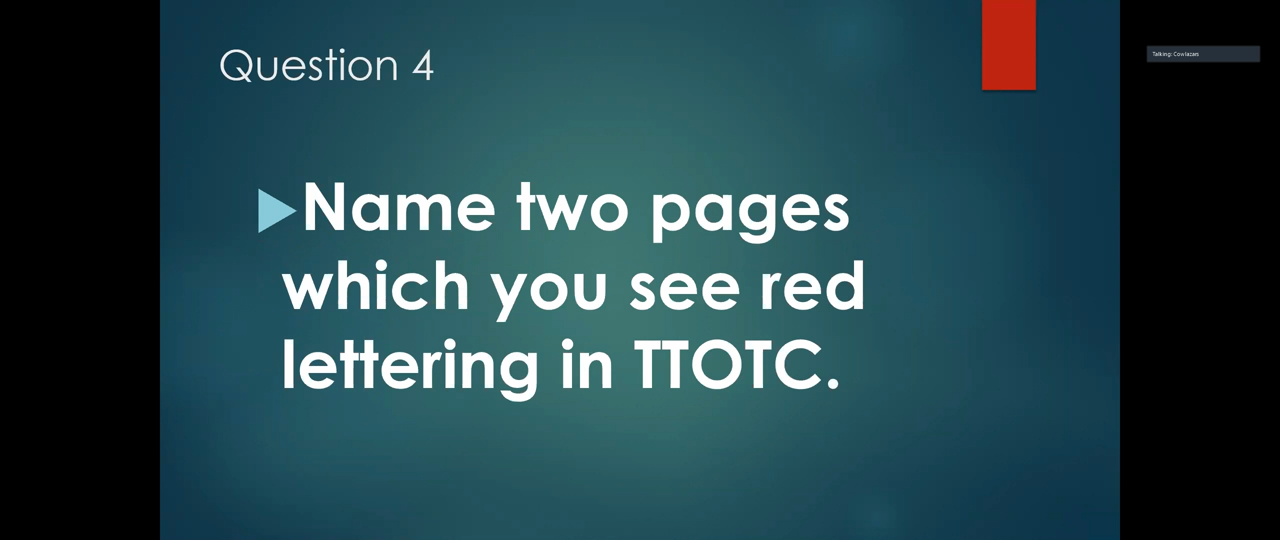 Question 4
Talking: Cowlazars
Name two pages
which you see red
lettering in TTOTC.